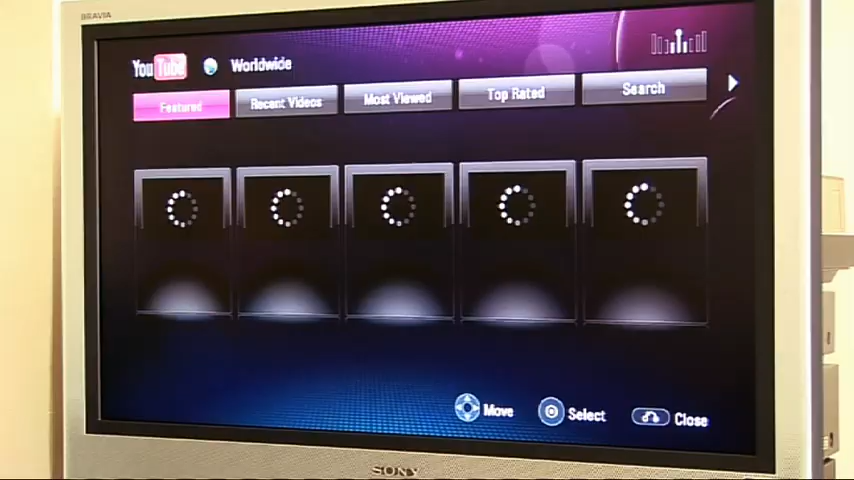 BRAVIA
YouTube Worldwide
Featured Recent Videos Most Viewed Top Rated Search
Move Select Close
SONY